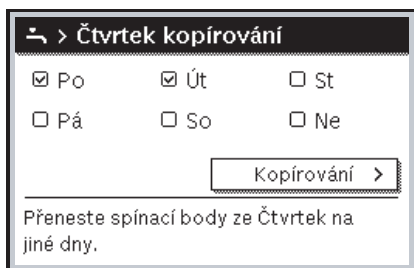 > Čtvrtek kopírování
Po Út St
Pá So Ne
Kopírování >
Přeneste spínací body ze Čtvrtek na
jiné dny.